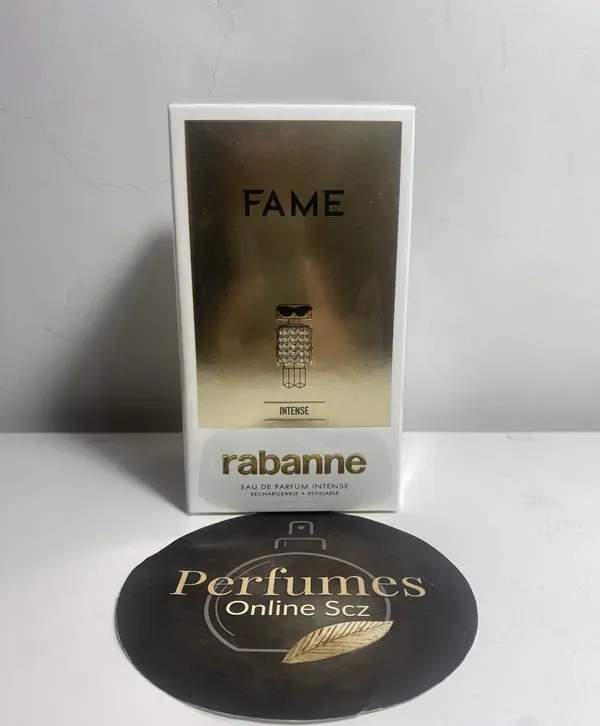 FAME
INTENSE
rabanne
EAU DE PARFUM INTENSE
RECHARGEABLE • REFILLABLE
Perfumes
Online Scz